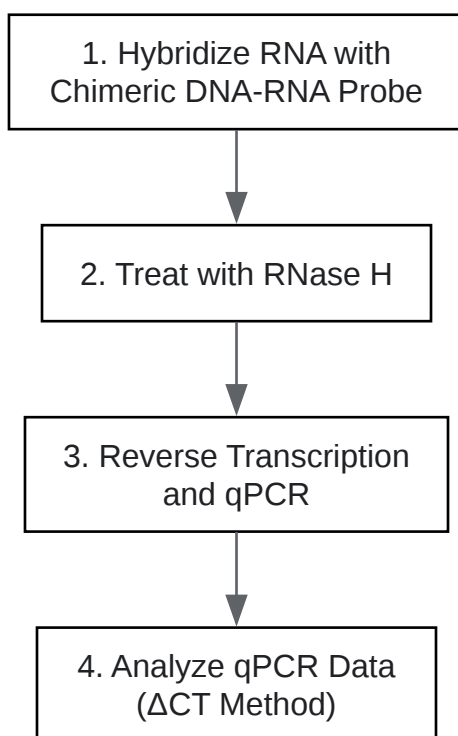 1. Hybridize RNA with
Chimeric DNA-RNA Probe
2. Treat with RNase H
3. Reverse Transcription
and qPCR
4. Analyze qPCR Data
(ΔCT Method)